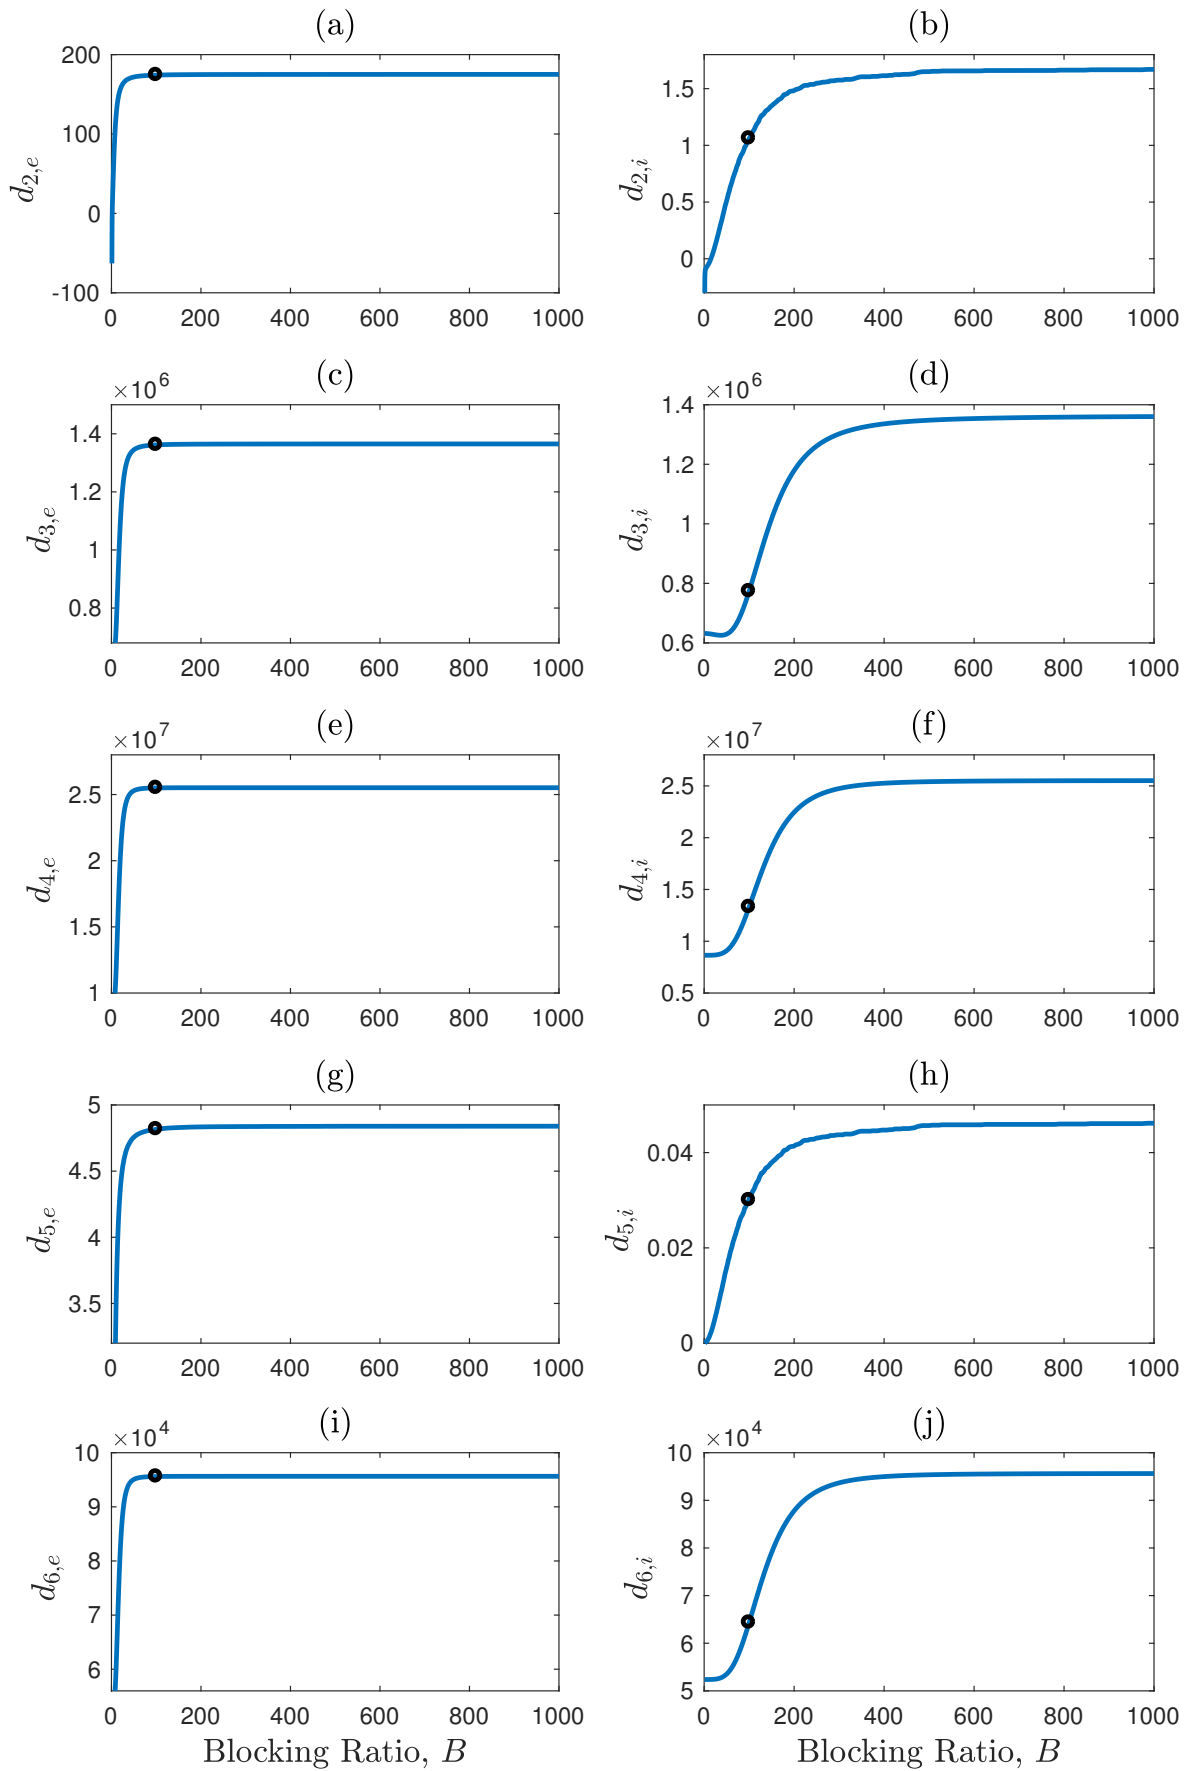 (a)
200
100
0
-100
d2,e
0 200 400 600 800 1000
(b)
1.5
1
0.5
0
d2,i
0 200 400 600 800 1000
(c)
×10^6
1.4
1.2
1
0.8
d3,e
0 200 400 600 800 1000
(d)
×10^6
1.4
1.2
1
0.8
0.6
d3,i
0 200 400 600 800 1000
(e)
×10^7
2.5
2
1.5
1
d4,e
0 200 400 600 800 1000
(f)
×10^7
2.5
2
1.5
1
0.5
d4,i
0 200 400 600 800 1000
(g)
5
4.5
4
3.5
d5,e
0 200 400 600 800 1000
(h)
0.04
0.02
0
d5,i
0 200 400 600 800 1000
(i)
×10^4
10
9
8
7
6
d6,e
0 200 400 600 800 1000
Blocking Ratio, B
(j)
×10^4
10
9
8
7
6
5
d6,i
0 200 400 600 800 1000
Blocking Ratio, B